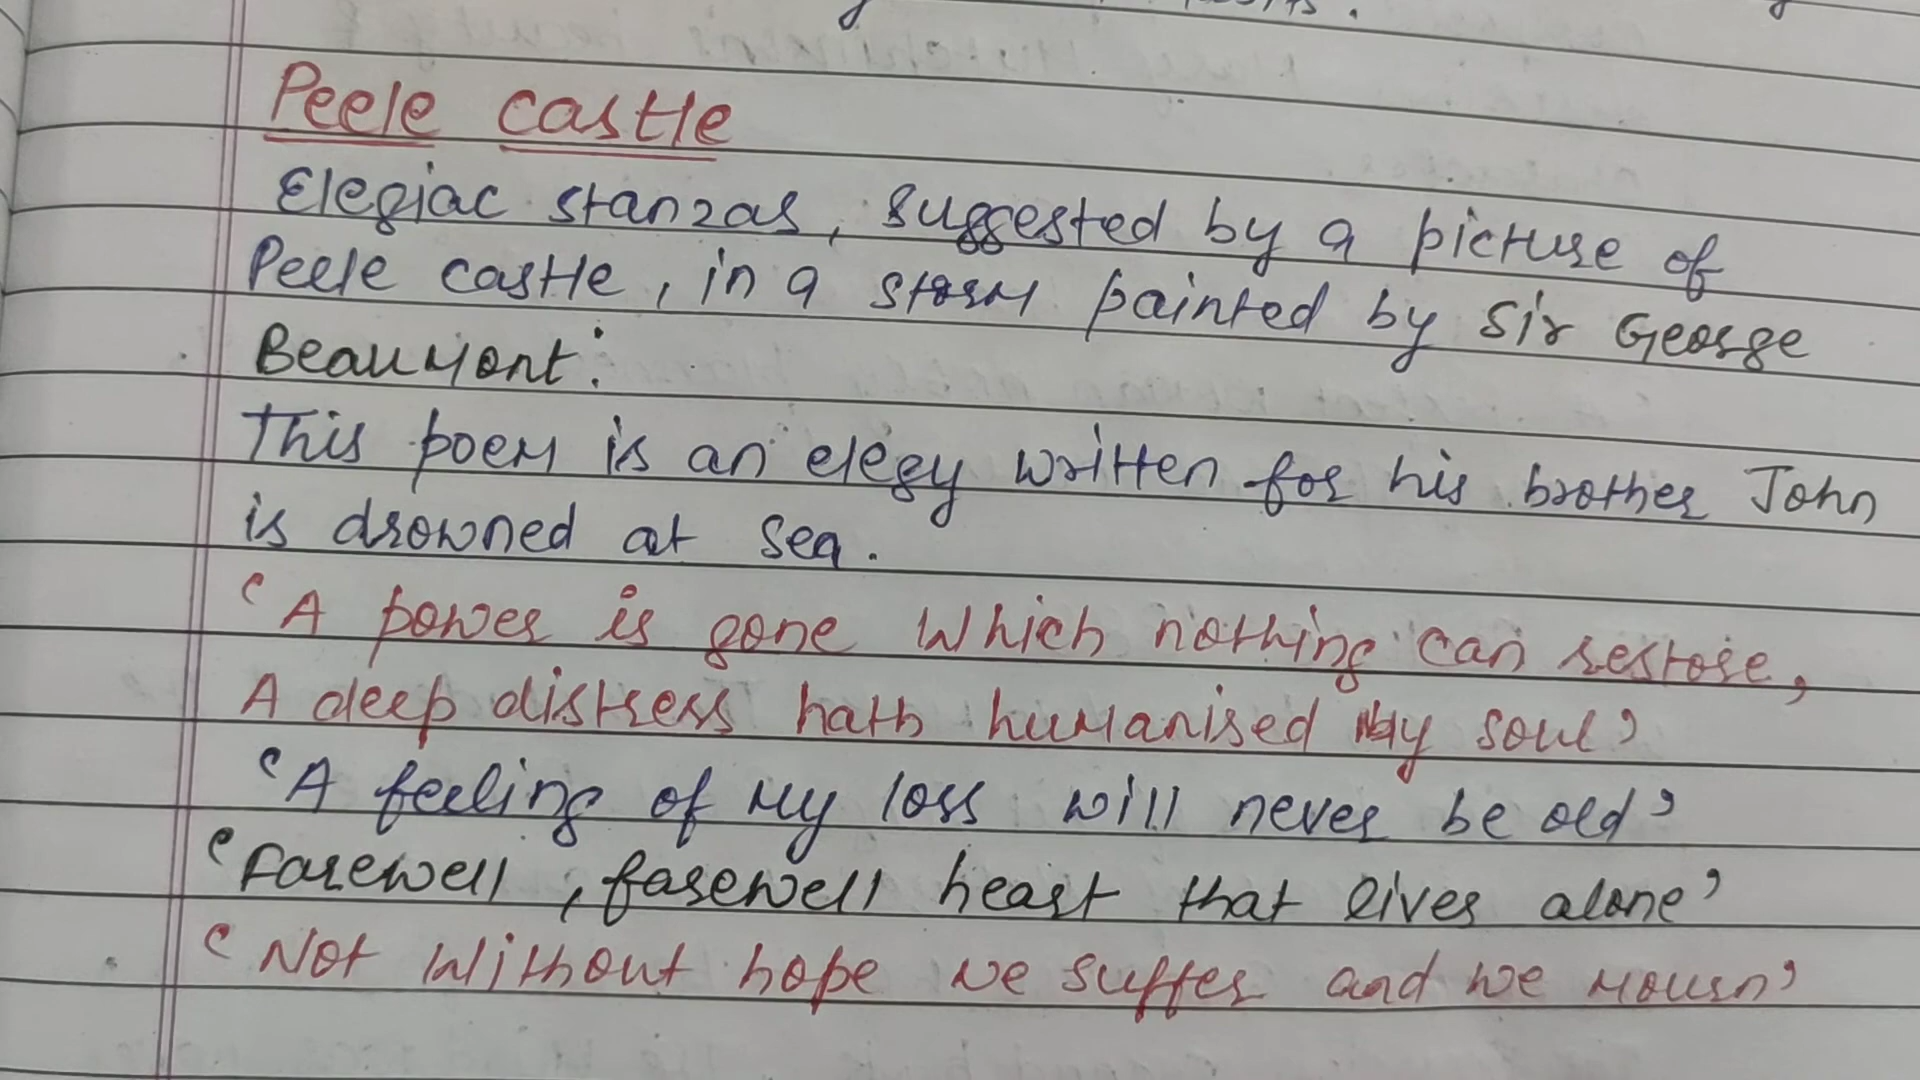 Peele castle
Elegiac stanzas, suggested by a picture of
Peele castle, in a storm painted by Sir George
Beaumont:
This poem is an elegy written for his brother John
is drowned at sea.
'A power is gone Which nothing can restore,
A deep distress hath humanised my soul'
'A feeling of my loss will never be old'
'Farewell, farewell heart that lives alone'
'Not Without hope we suffer and we mourn'